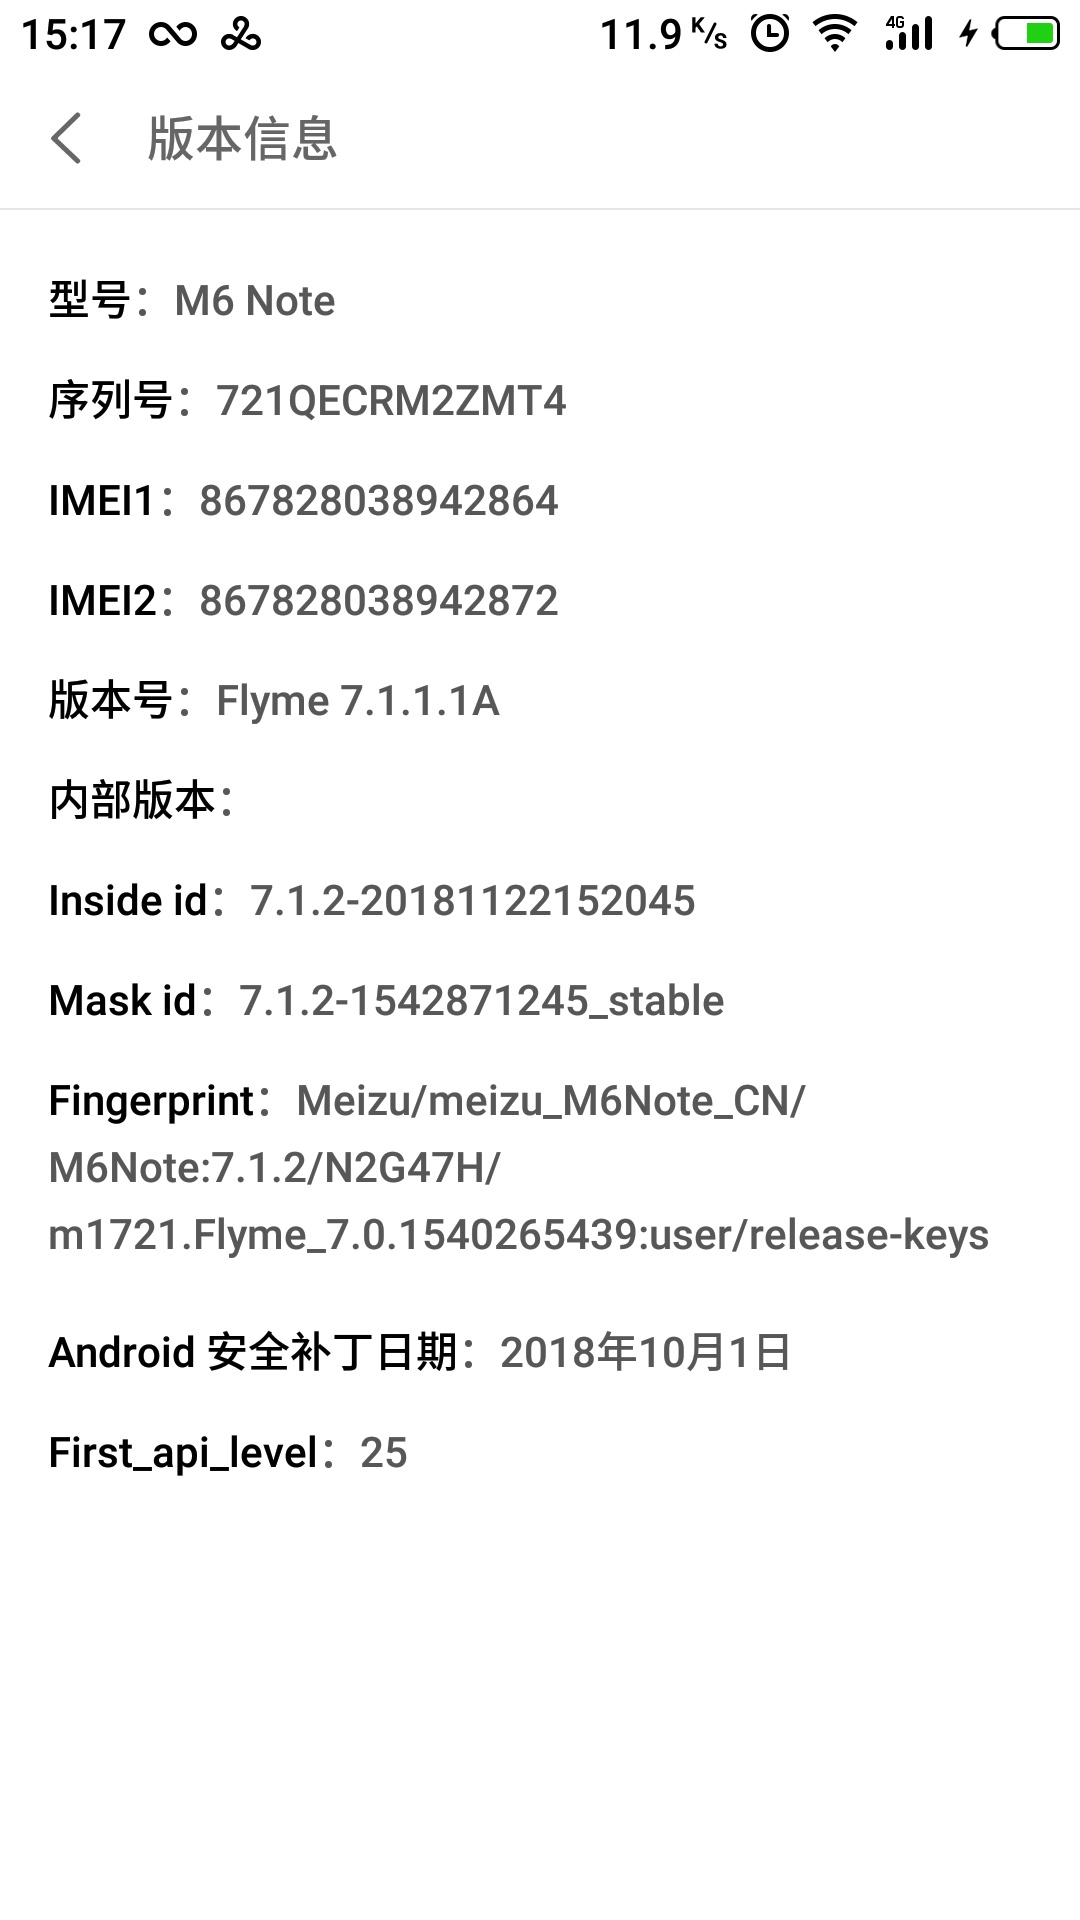 15:17
11.9 K/s 4G
版本信息
型号：M6 Note
序列号：721QECRM2ZMT4
IMEI1：867828038942864
IMEI2：867828038942872
版本号：Flyme 7.1.1.1A
内部版本：
Inside id：7.1.2-20181122152045
Mask id：7.1.2-1542871245_stable
Fingerprint：Meizu/meizu_M6Note_CN/
M6Note:7.1.2/N2G47H/
m1721.Flyme_7.0.1540265439:user/release-keys
Android 安全补丁日期：2018年10月1日
First_api_level：25